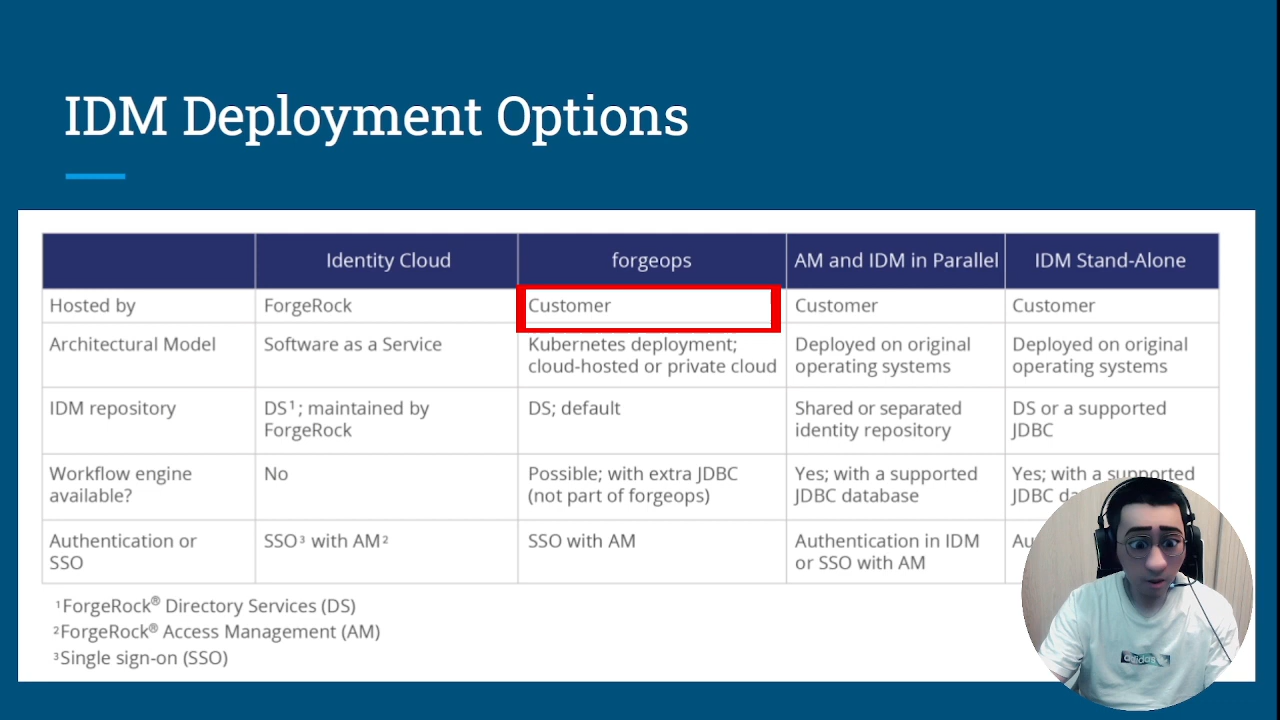 IDM Deployment Options
Identity Cloud
forgeops
AM and IDM in Parallel
IDM Stand-Alone
Hosted by
ForgeRock
Customer
Customer
Customer
Architectural Model
Software as a Service
Kubernetes deployment;
cloud-hosted or private cloud
Deployed on original
operating systems
Deployed on original
operating systems
IDM repository
DS¹; maintained by
ForgeRock
DS; default
Shared or separated
identity repository
DS or a supported
JDBC
Workflow engine
available?
No
Possible; with extra JDBC
(not part of forgeops)
Yes; with a supported
JDBC database
Yes; with a supported
JDBC
Authentication or
SSO
SSO³ with AM²
SSO with AM
Authentication in IDM
or SSO with AM
¹ForgeRock® Directory Services (DS)
²ForgeRock® Access Management (AM)
³Single sign-on (SSO)
adidas